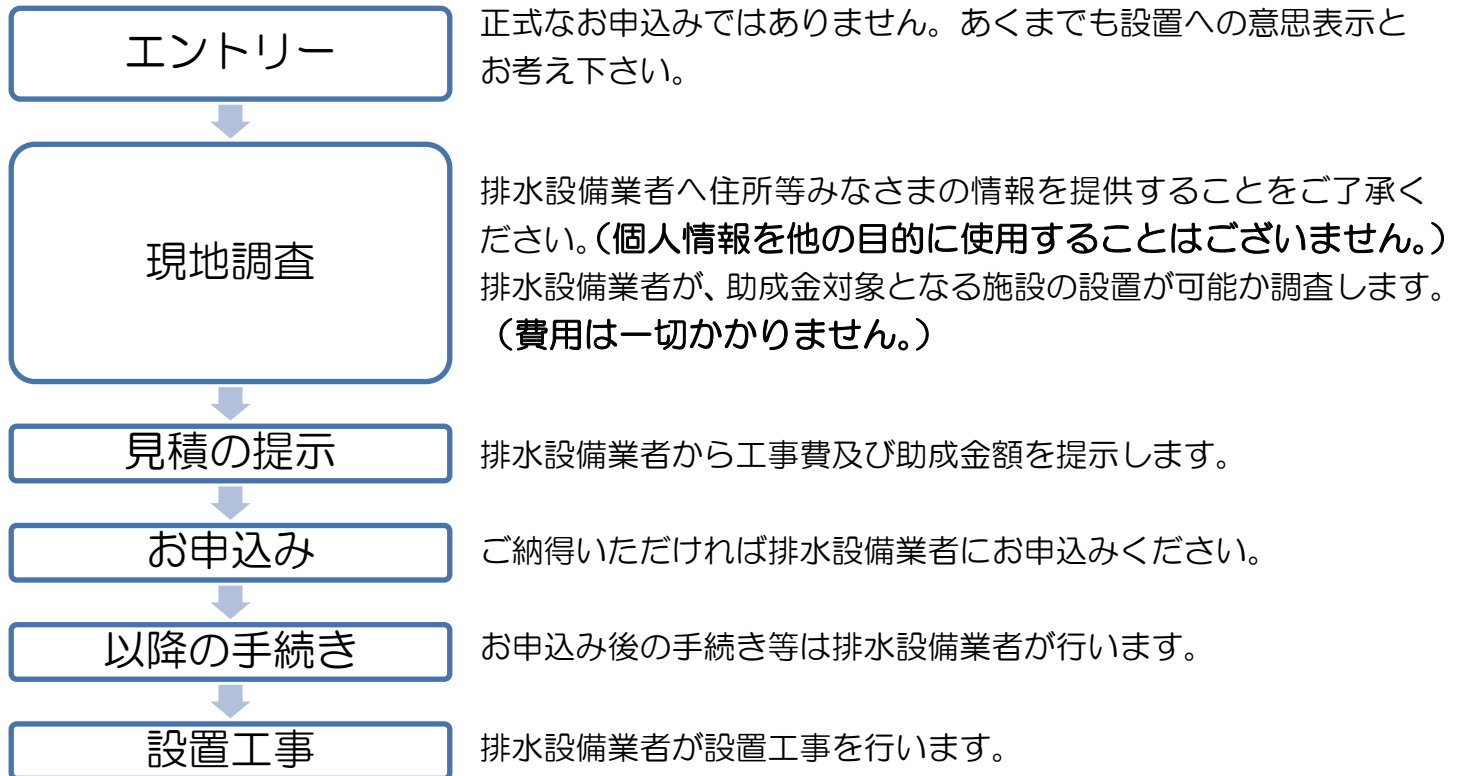 エントリー
正式なお申込みではありません。あくまでも設置への意思表示と
お考え下さい。
現地調査
排水設備業者へ住所等みなさまの情報を提供することをご了承く
ださい。（個人情報を他の目的に使用することはございません。）
排水設備業者が、助成金対象となる施設の設置が可能か調査します。
（費用は一切かかりません。）
見積の提示
排水設備業者から工事費及び助成金額を提示します。
お申込み
ご納得いただければ排水設備業者にお申込みください。
以降の手続き
お申込み後の手続き等は排水設備業者が行います。
設置工事
排水設備業者が設置工事を行います。